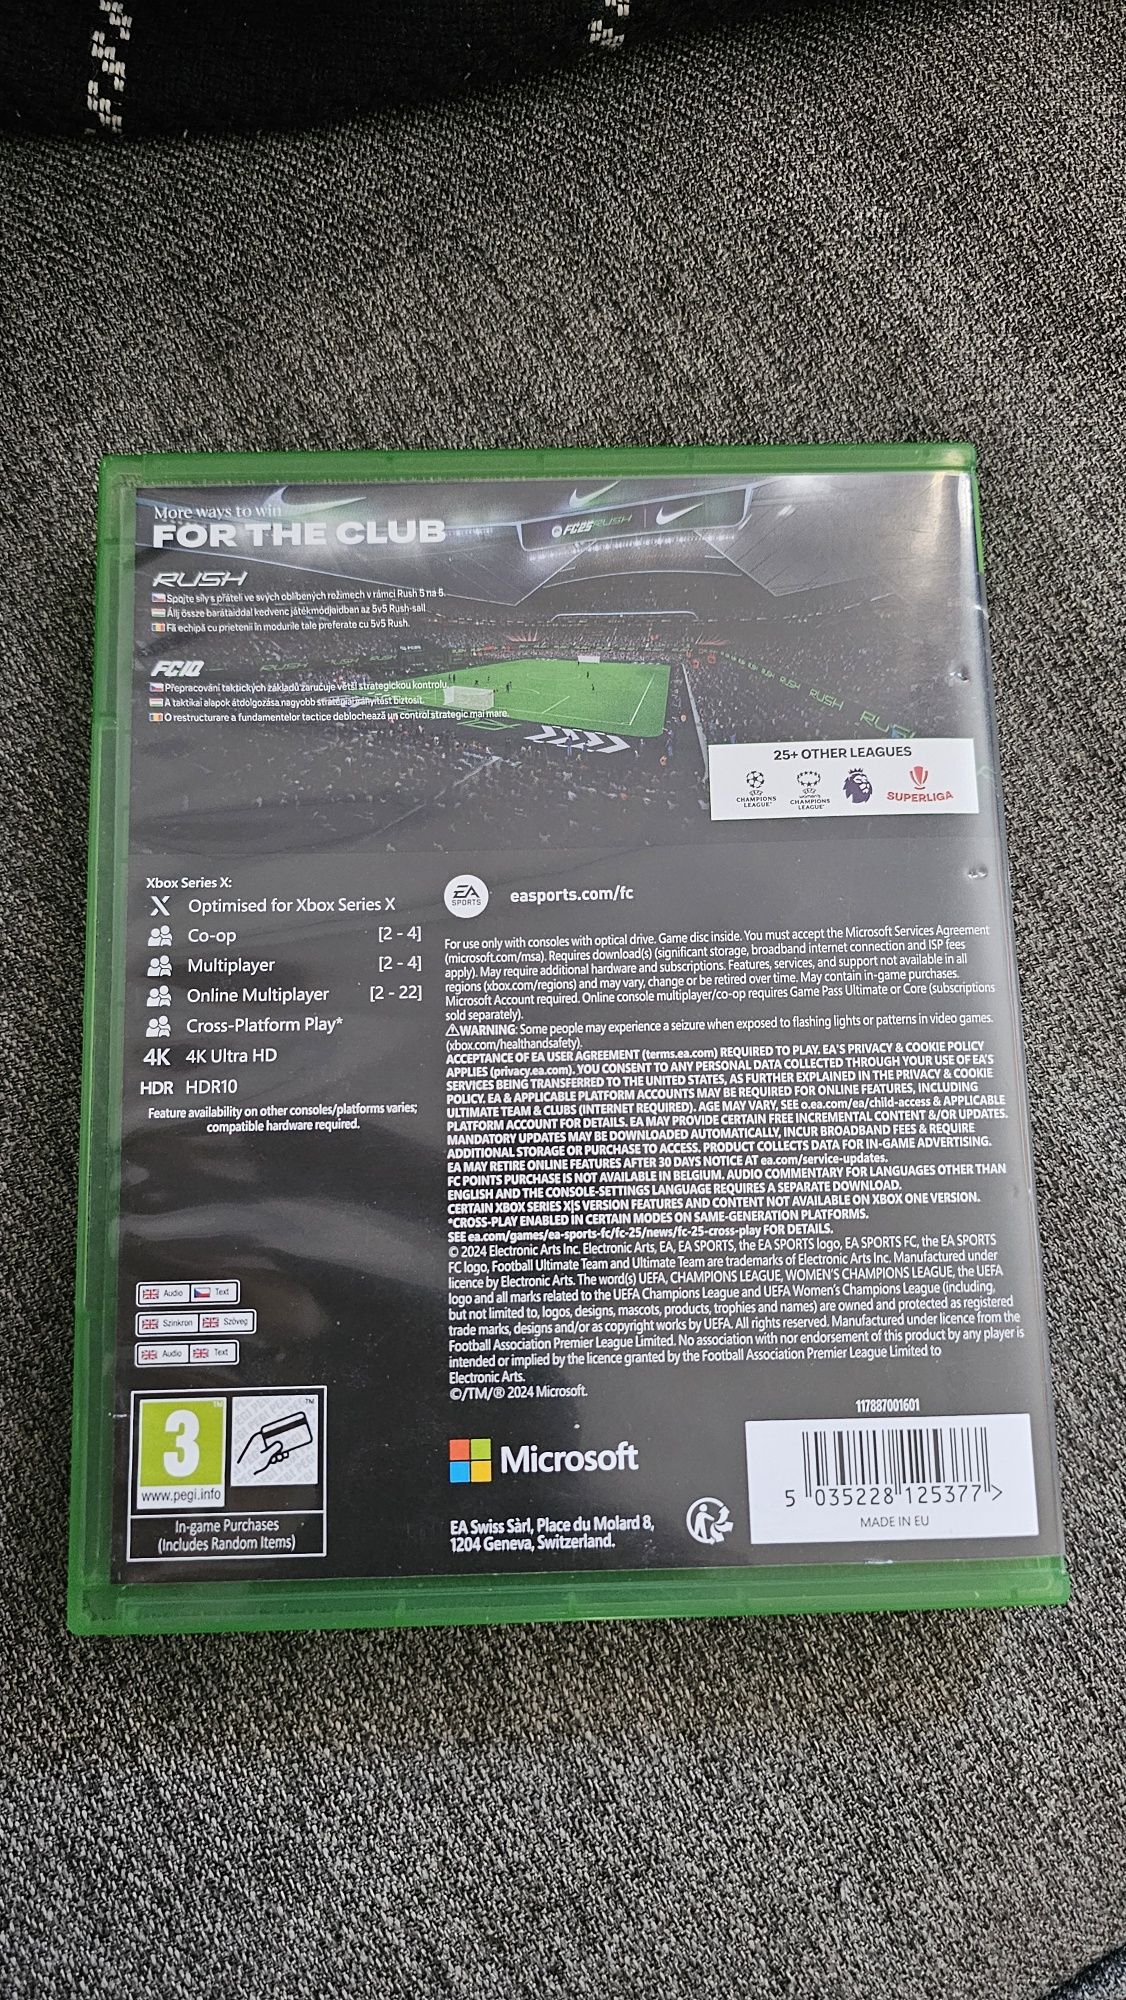 More ways to win
FOR THE CLUB
FC25 RUSH
RUSH
Spojte síly s přáteli ve svých oblíbených režimech v rámci Rush 5 na 5.
Állj össze barátaiddal kedvenc játékmódjaidban az 5v5 Rush-sal!
Fă echipă cu prietenii în modurile tale preferate cu 5v5 Rush.
FC IQ
Přepracování taktických základů zaručuje větší strategickou kontrolu.
A taktikai alapok átdolgozása nagyobb stratégiai irányítást biztosít.
O restructurare a fundamentelor tactice deblochează un control strategic mai mare.
RUSH
RUSH
RUSH
RUSH
25+ OTHER LEAGUES
CHAMPIONS LEAGUE
WOMEN'S CHAMPIONS LEAGUE
SUPERLIGA
Xbox Series X:
X Optimised for Xbox Series X
Co-op [2 - 4]
Multiplayer [2 - 4]
Online Multiplayer [2 - 22]
Cross-Platform Play*
4K 4K Ultra HD
HDR HDR10
Feature availability on other consoles/platforms varies;
compatible hardware required.
EA SPORTS
easports.com/fc
For use only with consoles with optical drive. Game disc inside. You must accept the Microsoft Services Agreement
(microsoft.com/msa). Requires download(s) (significant storage, broadband internet connection and ISP fees
apply). May require additional hardware and subscriptions. Features, services, and support not available in all
regions (xbox.com/regions) and may vary, change or be retired over time. May contain in-game purchases.
Microsoft Account required. Online console multiplayer/co-op requires Game Pass Ultimate or Core (subscriptions
sold separately).
⚠WARNING: Some people may experience a seizure when exposed to flashing lights or patterns in video games.
(xbox.com/healthandsafety).
ACCEPTANCE OF EA USER AGREEMENT (terms.ea.com) REQUIRED TO PLAY. EA'S PRIVACY & COOKIE POLICY
APPLIES (privacy.ea.com). YOU CONSENT TO ANY PERSONAL DATA COLLECTED THROUGH YOUR USE OF EA'S
SERVICES BEING TRANSFERRED TO THE UNITED STATES, AS FURTHER EXPLAINED IN THE PRIVACY & COOKIE
POLICY. EA & APPLICABLE PLATFORM ACCOUNTS MAY BE REQUIRED FOR ONLINE FEATURES, INCLUDING
ULTIMATE TEAM & CLUBS (INTERNET REQUIRED). AGE MAY VARY, SEE o.ea.com/ea/child-access & APPLICABLE
PLATFORM ACCOUNT FOR DETAILS. EA MAY PROVIDE CERTAIN FREE INCREMENTAL CONTENT &/OR UPDATES.
MANDATORY UPDATES MAY BE DOWNLOADED AUTOMATICALLY, INCUR BROADBAND FEES & REQUIRE
ADDITIONAL STORAGE OR PURCHASE TO ACCESS. PRODUCT COLLECTS DATA FOR IN-GAME ADVERTISING.
EA MAY RETIRE ONLINE FEATURES AFTER 30 DAYS NOTICE AT ea.com/service-updates.
FC POINTS PURCHASE IS NOT AVAILABLE IN BELGIUM. AUDIO COMMENTARY FOR LANGUAGES OTHER THAN
ENGLISH AND THE CONSOLE-SETTINGS LANGUAGE REQUIRES A SEPARATE DOWNLOAD.
CERTAIN XBOX SERIES X|S VERSION FEATURES AND CONTENT NOT AVAILABLE ON XBOX ONE VERSION.
*CROSS-PLAY ENABLED IN CERTAIN MODES ON SAME-GENERATION PLATFORMS.
SEE ea.com/games/ea-sports-fc/fc-25/news/fc-25-cross-play FOR DETAILS.
© 2024 Electronic Arts Inc. Electronic Arts, EA, EA SPORTS, the EA SPORTS logo, EA SPORTS FC, the EA SPORTS
FC logo, Football Ultimate Team and Ultimate Team are trademarks of Electronic Arts Inc. Manufactured under
licence by Electronic Arts. The word(s) UEFA, CHAMPIONS LEAGUE, WOMEN'S CHAMPIONS LEAGUE, the UEFA
logo and all marks related to the UEFA Champions League and UEFA Women's Champions League (including,
but not limited to, logos, designs, mascots, products, trophies and names) are owned and protected as registered
trade marks, designs and/or as copyright works by UEFA. All rights reserved. Manufactured under licence from the
Football Association Premier League Limited. No association with nor endorsement of this product by any player is
intended or implied by the licence granted by the Football Association Premier League Limited to
Electronic Arts.
©/TM/® 2024 Microsoft.
Audio Text
Szinkron Szöveg
Audio Text
3
www.pegi.info
In-game Purchases
(Includes Random Items)
Microsoft
EA Swiss Sàrl, Place du Molard 8,
1204 Geneva, Switzerland.
117887001601
5 035228 125377 >
MADE IN EU